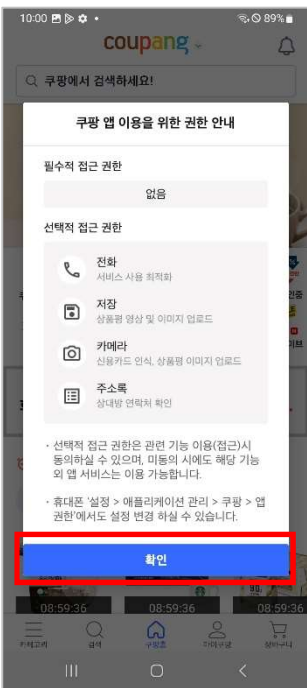 10:00 89%
coupang
쿠팡에서 검색하세요!
쿠팡 앱 이용을 위한 권한 안내
필수적 접근 권한
없음
선택적 접근 권한
전화
서비스 사용 최적화
저장
상품평 영상 및 이미지 업로드
카메라
신용카드 인식, 상품평 이미지 업로드
주소록
상대방 연락처 확인
· 선택적 접근 권한은 관련 기능 이용(접근)시
동의하실 수 있으며, 미동의 시에도 해당 기능
외 앱 서비스는 이용 가능합니다.
· 휴대폰 '설정 > 애플리케이션 관리 > 쿠팡 > 앱
권한'에서도 설정 변경 하실 수 있습니다.
확인
08:59:36 08:59:36 08:59:36
카테고리 검색 쿠팡홈 마이쿠팡 장바구니